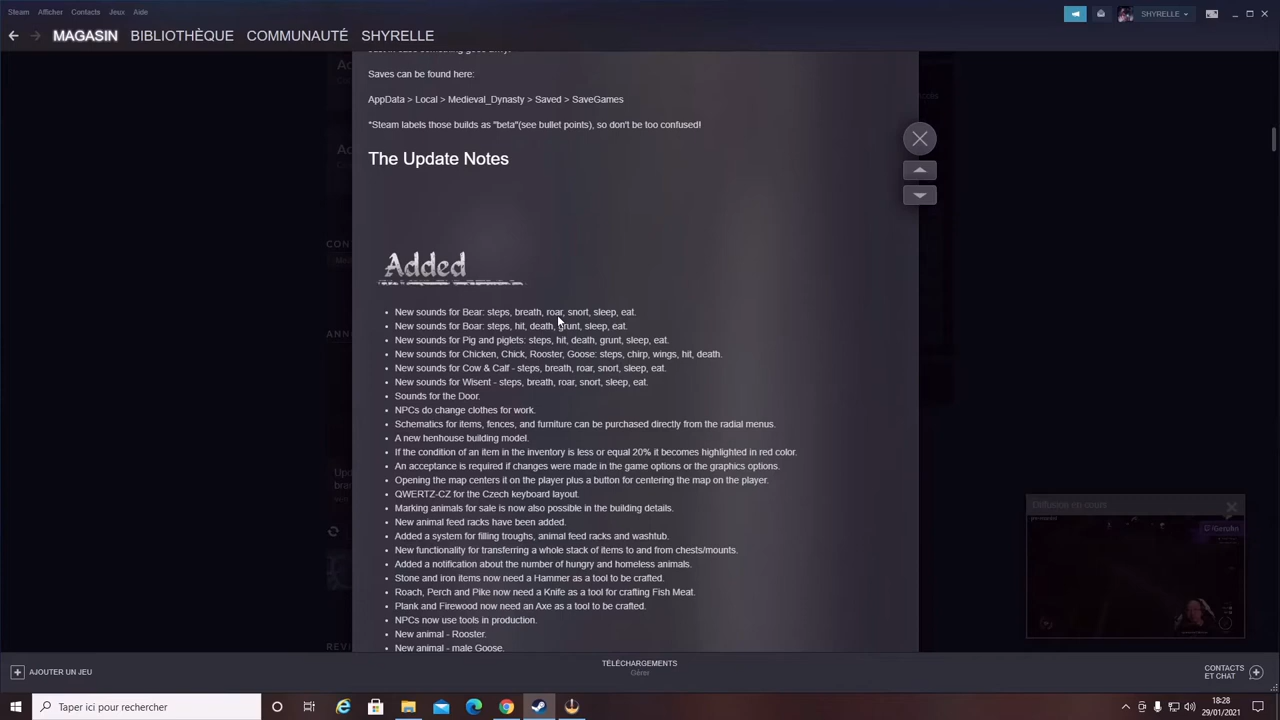 Steam Afficher Contacts Jeux Aide
SHYRELLE
MAGASIN BIBLIOTHÈQUE COMMUNAUTÉ SHYRELLE
Saves can be found here:
AppData > Local > Medieval_Dynasty > Saved > SaveGames
*Steam labels those builds as "beta"(see bullet points), so don't be too confused!
The Update Notes
Added
• New sounds for Bear: steps, breath, roar, snort, sleep, eat.
• New sounds for Boar: steps, hit, death, grunt, sleep, eat.
• New sounds for Pig and piglets: steps, hit, death, grunt, sleep, eat.
• New sounds for Chicken, Chick, Rooster, Goose: steps, chirp, wings, hit, death.
• New sounds for Cow & Calf - steps, breath, roar, snort, sleep, eat.
• New sounds for Wisent - steps, breath, roar, snort, sleep, eat.
• Sounds for the Door.
• NPCs do change clothes for work.
• Schematics for items, fences, and furniture can be purchased directly from the radial menus.
• A new henhouse building model.
• If the condition of an item in the inventory is less or equal 20% it becomes highlighted in red color.
• An acceptance is required if changes were made in the game options or the graphics options.
• Opening the map centers it on the player plus a button for centering the map on the player.
• QWERTZ-CZ for the Czech keyboard layout.
• Marking animals for sale is now also possible in the building details.
• New animal feed racks have been added.
• Added a system for filling troughs, animal feed racks and washtub.
• New functionality for transferring a whole stack of items to and from chests/mounts.
• Added a notification about the number of hungry and homeless animals.
• Stone and iron items now need a Hammer as a tool to be crafted.
• Roach, Perch and Pike now need a Knife as a tool for crafting Fish Meat.
• Plank and Firewood now need an Axe as a tool to be crafted.
• NPCs now use tools in production.
• New animal - Rooster.
• New animal - male Goose.
Diffusion en cours
AJOUTER UN JEU
TÉLÉCHARGEMENTS
Gérer
CONTACTS
ET CHAT
Taper ici pour rechercher
18:28
29/01/2021